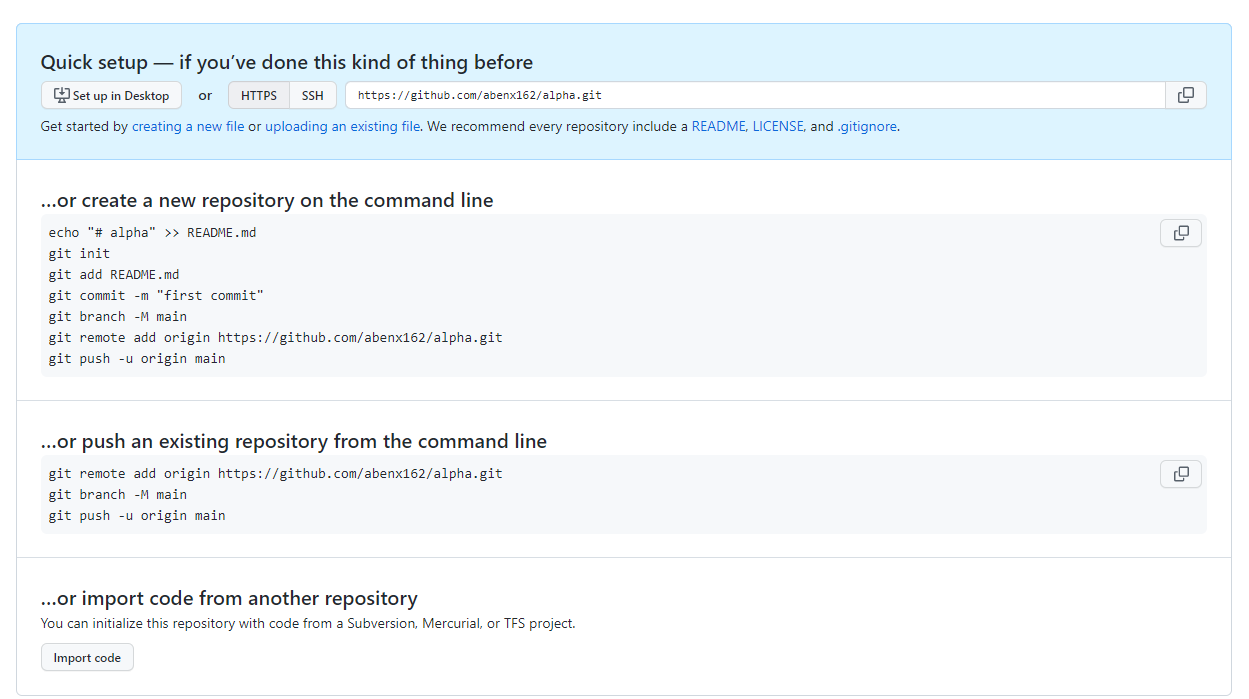 Quick setup — if you’ve done this kind of thing before
Set up in Desktop or HTTPS SSH https://github.com/abenx162/alpha.git
Get started by creating a new file or uploading an existing file. We recommend every repository include a README, LICENSE, and .gitignore.
…or create a new repository on the command line
echo "# alpha" >> README.md
git init
git add README.md
git commit -m "first commit"
git branch -M main
git remote add origin https://github.com/abenx162/alpha.git
git push -u origin main
…or push an existing repository from the command line
git remote add origin https://github.com/abenx162/alpha.git
git branch -M main
git push -u origin main
…or import code from another repository
You can initialize this repository with code from a Subversion, Mercurial, or TFS project.
Import code